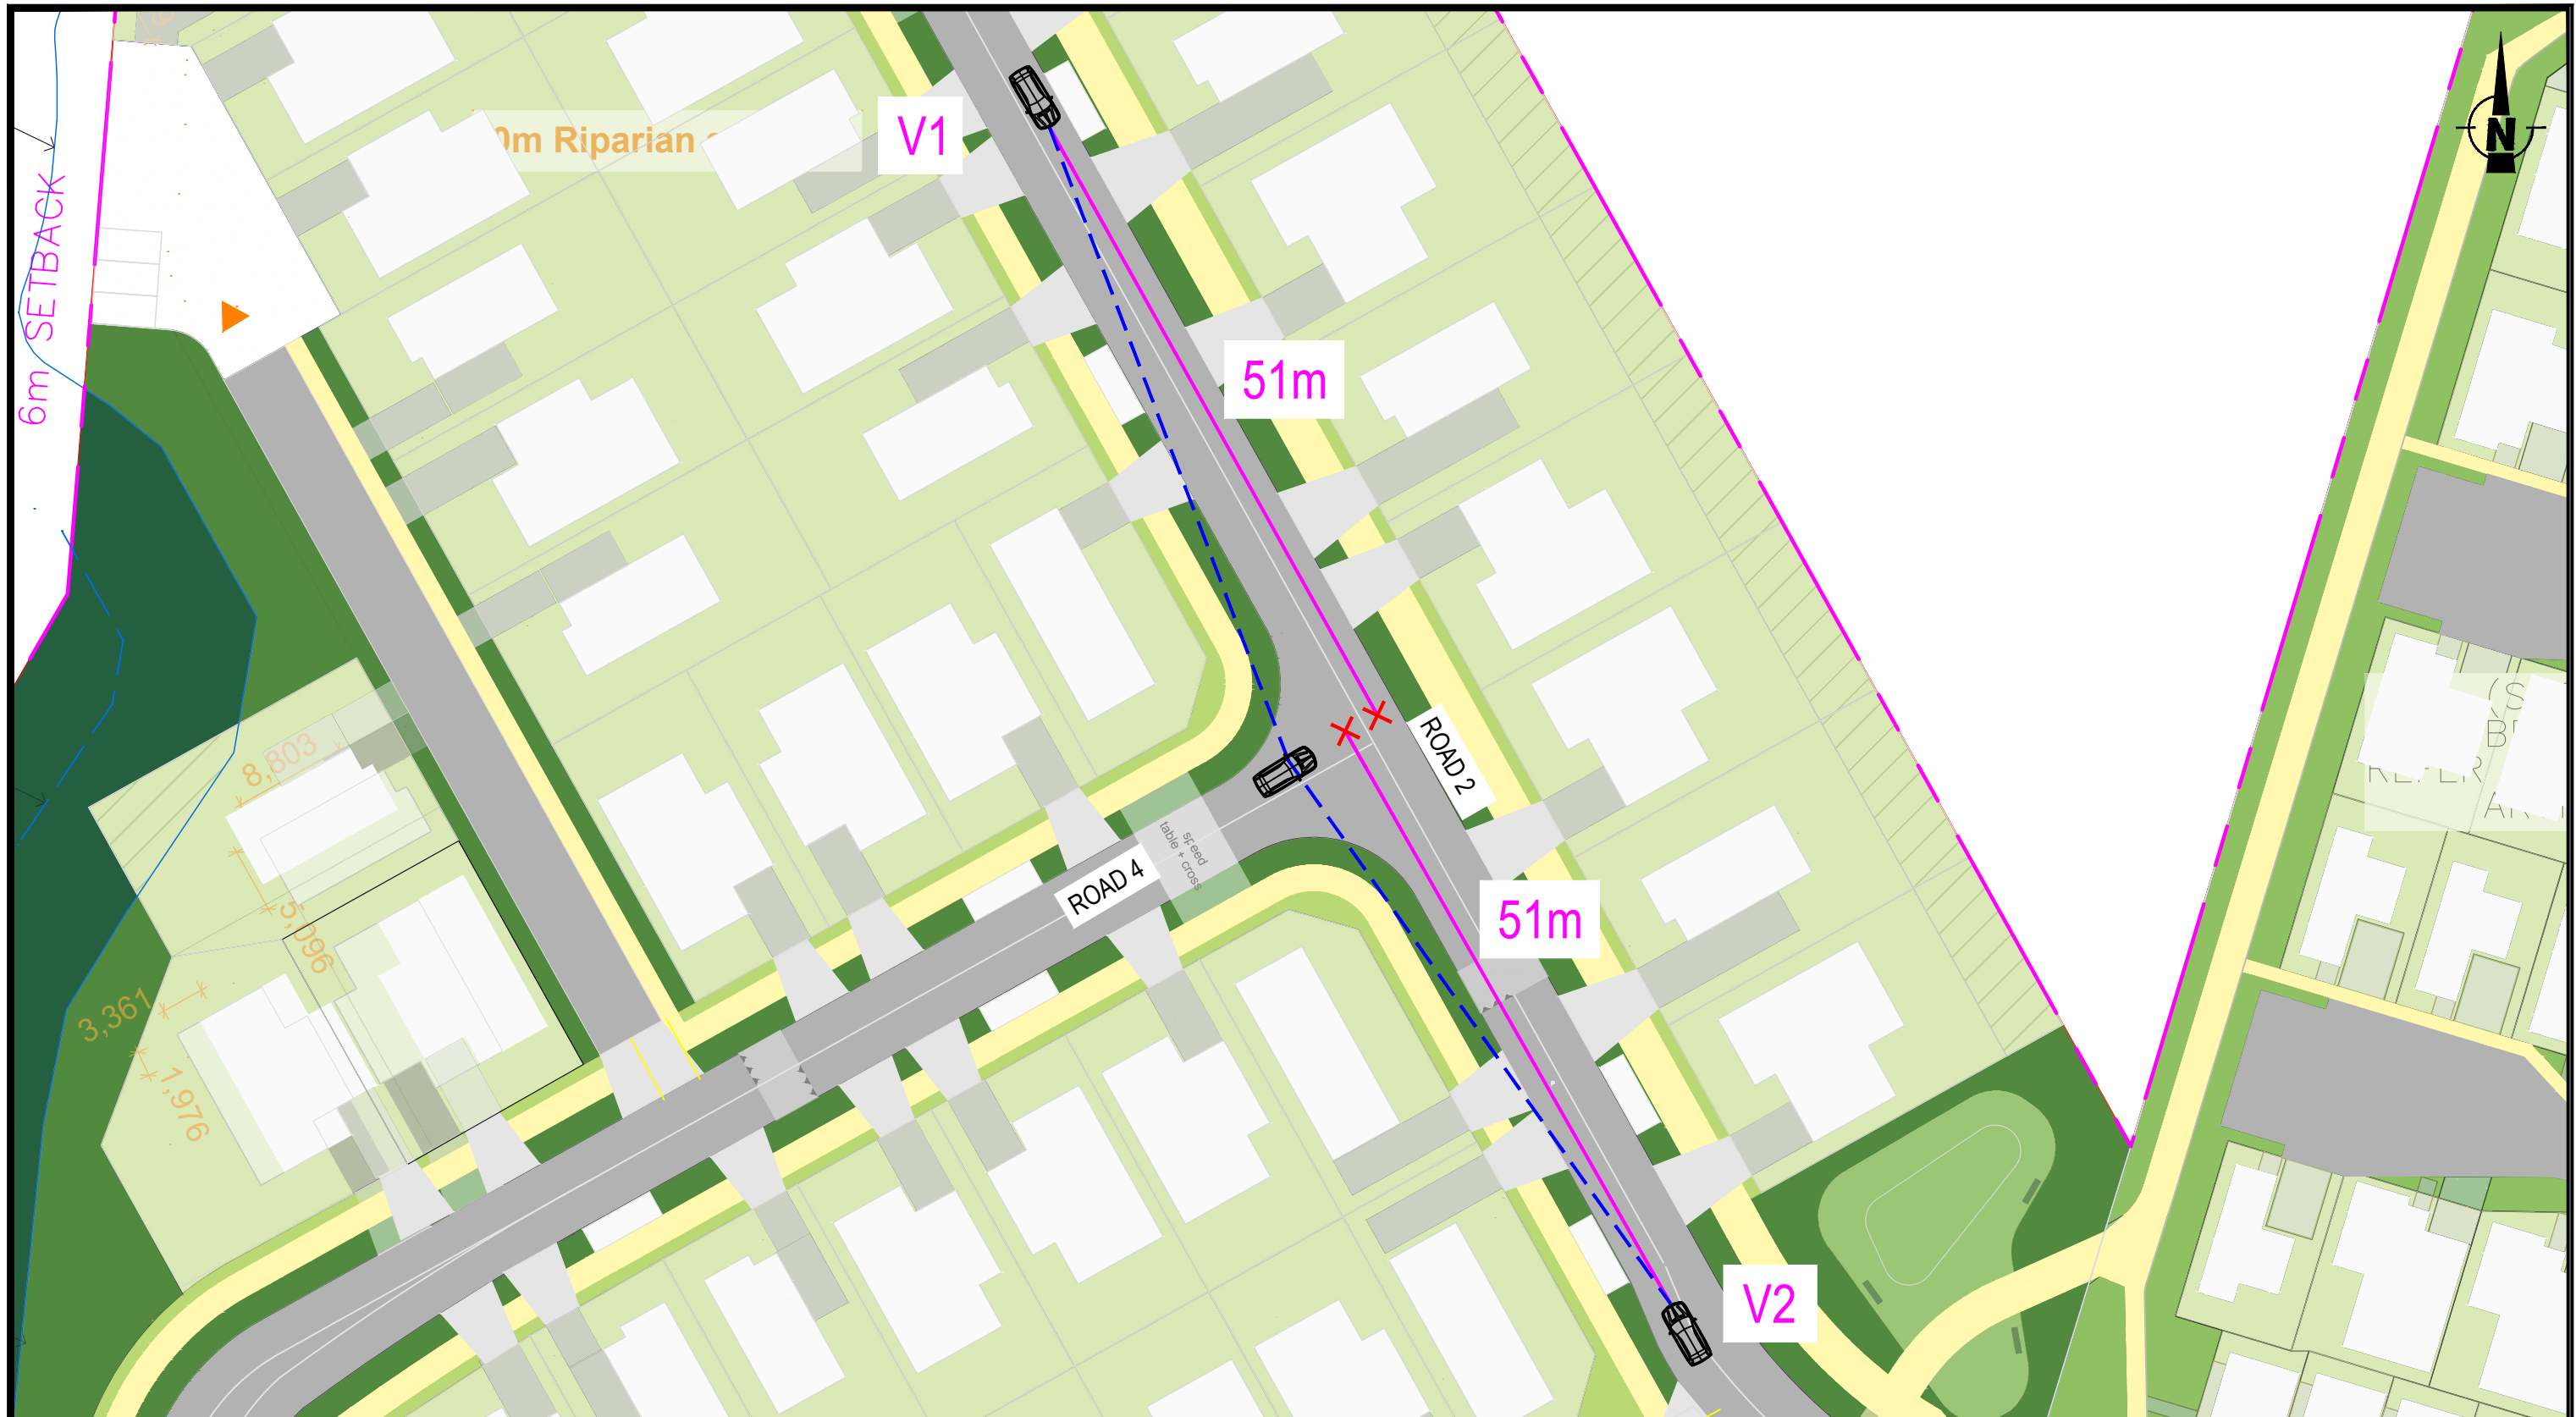 N
V1
0m Riparian
6m SETBACK
51m
ROAD 2
8,803
speed
table + cross
ROAD 4
51m
5,096
3,361
1,976
V2